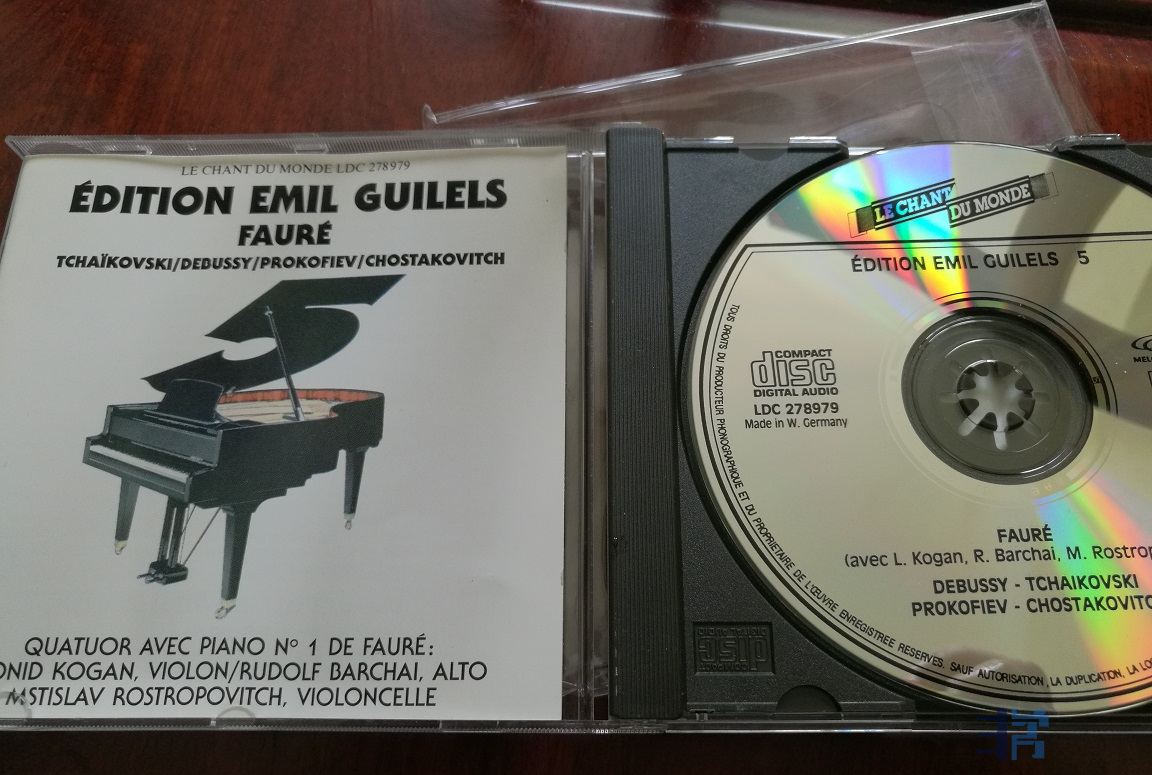 LE CHANT DU MONDE LDC 278979
ÉDITION EMIL GUILELS
FAURÉ
TCHAÏKOVSKI/DEBUSSY/PROKOFIEV/CHOSTAKOVITCH
5
QUATUOR AVEC PIANO Nº 1 DE FAURÉ:
ONID KOGAN, VIOLON/RUDOLF BARCHAI, ALTO
MSTISLAV ROSTROPOVITCH, VIOLONCELLE
LE CHANT
DU MONDE
ÉDITION EMIL GUILELS 5
COMPACT
disc
DIGITAL AUDIO
LDC 278979
Made in W. Germany
MELO
FAURÉ
(avec L. Kogan, R. Barchai, M. Rostrop
DEBUSSY - TCHAIKOVSKI
PROKOFIEV - CHOSTAKOVITC
TOUS DROITS DU PRODUCTEUR PHONOGRAPHIQUE ET DU PROPRIETAIRE DE L'ŒUVRE ENREGISTREE RESERVES. SAUF AUTORISATION, LA DUPLICATION, LA LO